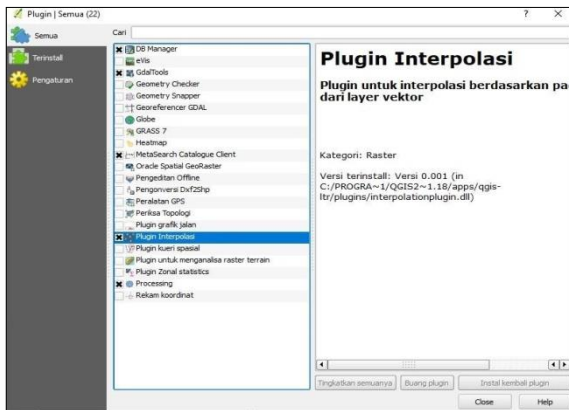 Plugin | Semua (22)
Semua
Terinstall
Pengaturan
Cari
DB Manager
eVis
GdalTools
Geometry Checker
Geometry Snapper
Georeferencer GDAL
Globe
GRASS 7
Heatmap
MetaSearch Catalogue Client
Oracle Spatial GeoRaster
Pengeditan Offline
Pengonversi Dxf2Shp
Peralatan GPS
Periksa Topologi
Plugin grafik jalan
Plugin Interpolasi
Plugin kueri spasial
Plugin untuk menganalisa raster terrain
Plugin Zonal statistics
Processing
Rekam koordinat
Plugin Interpolasi
Plugin untuk interpolasi berdasarkan pa
dari layer vektor
Kategori: Raster
Versi terinstall: Versi 0.001 (in
C:/PROGRA~1/QGIS2~1.18/apps/qgis-
ltr/plugins/interpolationplugin.dll)
Tingkatkan semuanya
Buang plugin
Instal kembali plugin
Close
Help